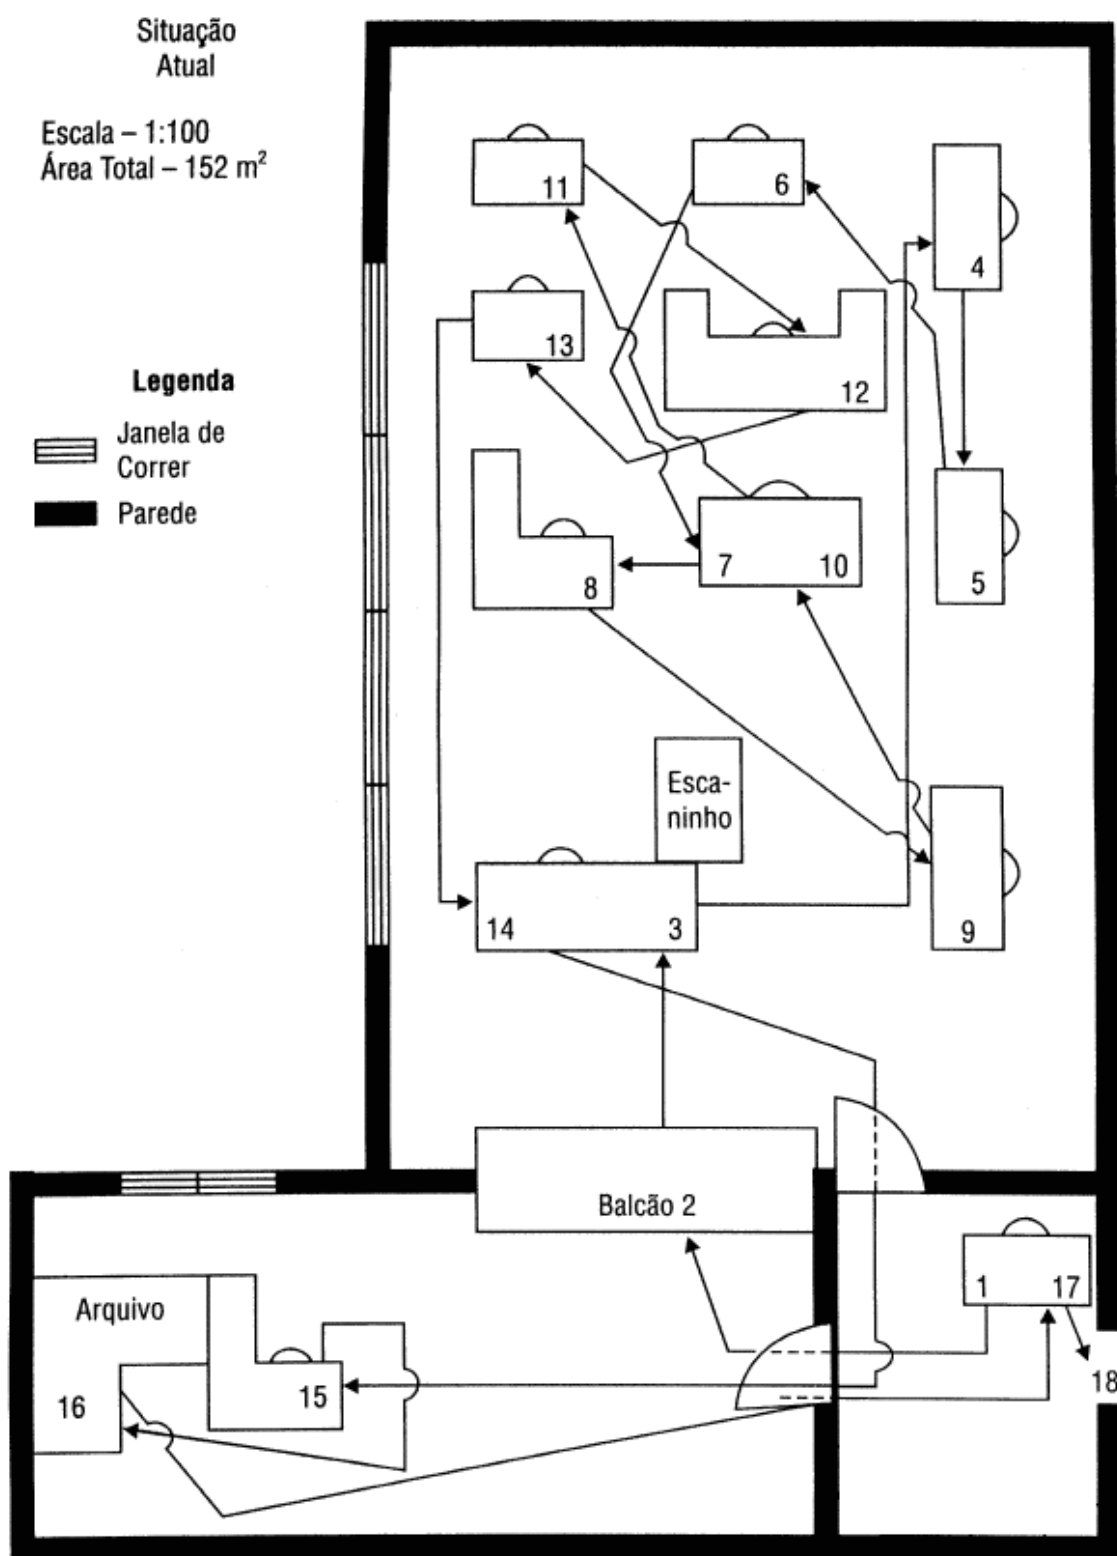 Situação
Atual
Escala – 1:100
Área Total – 152 m²
Legenda
Janela de
Correr
Parede
11
6
4
13
12
8
7
10
5
Esca-
ninho
14
3
9
Balcão 2
1
17
Arquivo
16
15
18